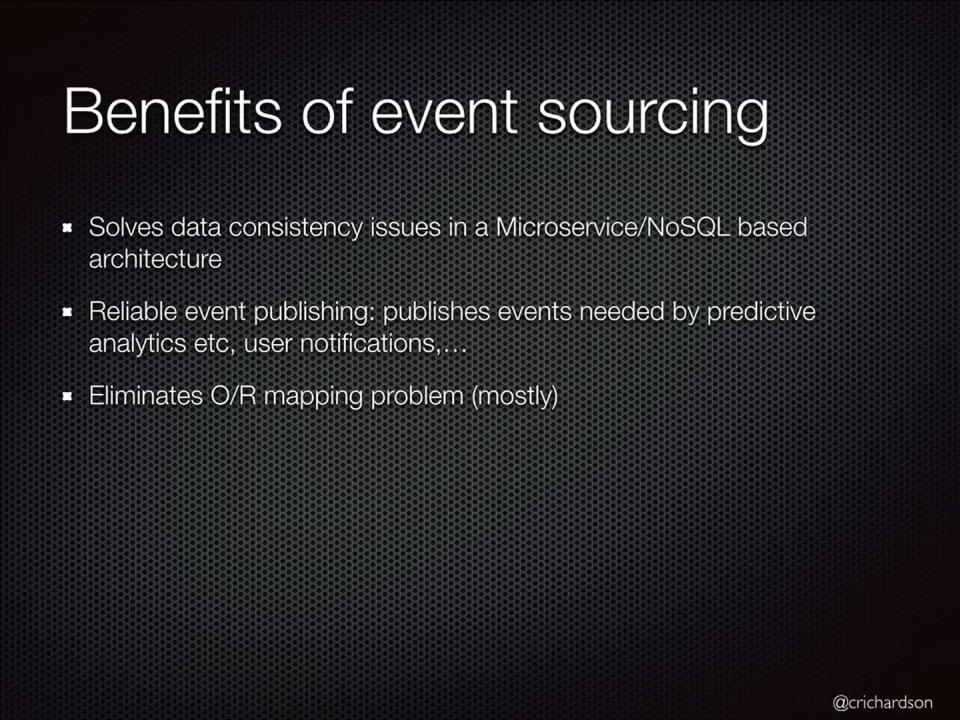 Benefits of event sourcing
Solves data consistency issues in a Microservice/NoSQL based
architecture
Reliable event publishing: publishes events needed by predictive
analytics etc, user notifications,…
Eliminates O/R mapping problem (mostly)
@crichardson